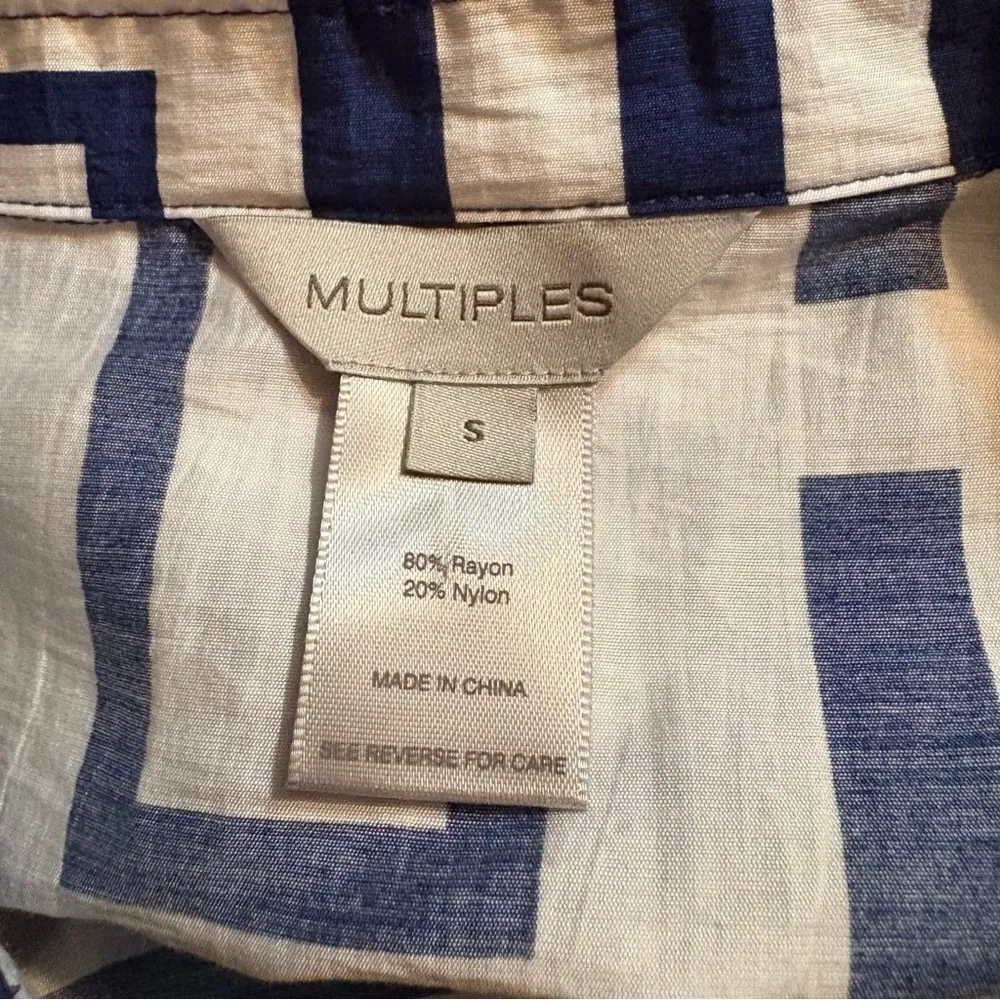 MULTIPLES
S
80% Rayon
20% Nylon
MADE IN CHINA
SEE REVERSE FOR CARE